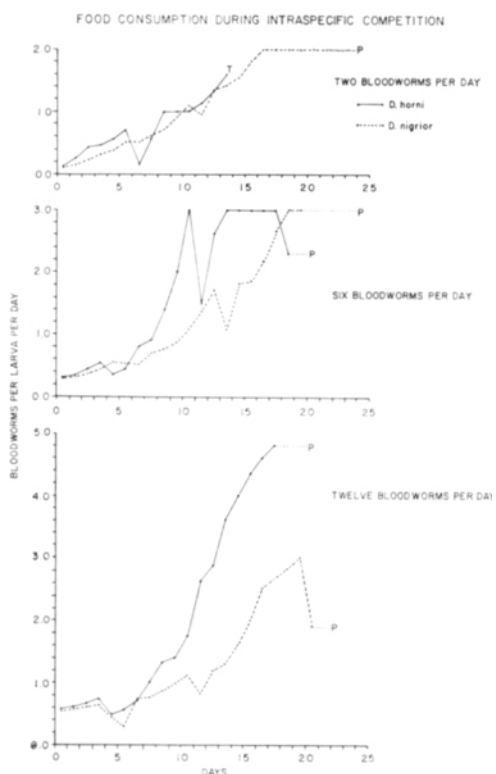 FOOD CONSUMPTION DURING INTRASPECIFIC COMPETITION
2.0
1.0
0.0
0
5
10
15
20
25
T
P
TWO BLOODWORMS PER DAY
D. horni
D. nigrior
3.0
2.0
1.0
0.0
0
5
10
15
20
25
P
P
SIX BLOODWORMS PER DAY
BLOODWORMS PER LARVA PER DAY
5.0
4.0
3.0
2.0
1.0
0.0
0
5
10
15
20
25
P
P
TWELVE BLOODWORMS PER DAY
DAYS